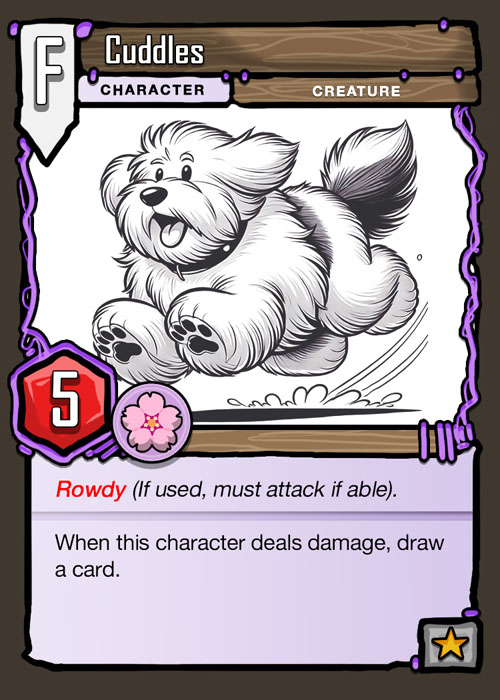 F
Cuddles
CHARACTER
CREATURE
5
Rowdy (If used, must attack if able).
When this character deals damage, draw
a card.